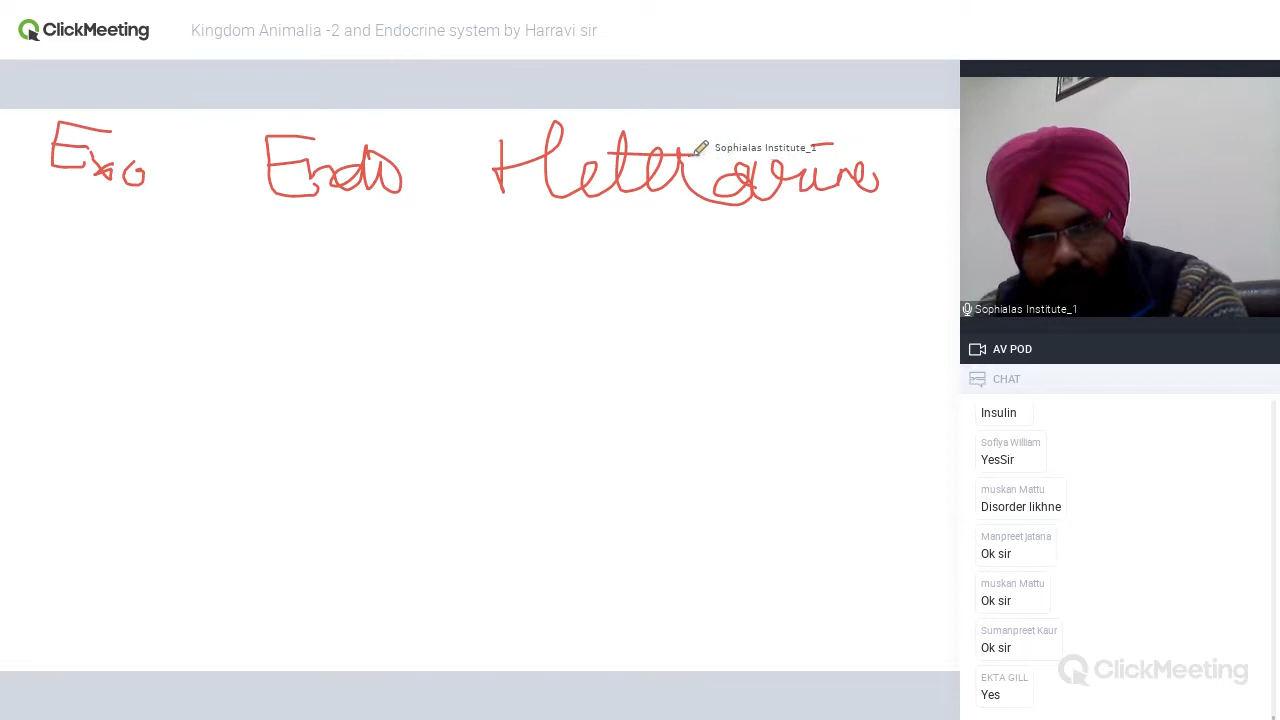 ClickMeeting
Kingdom Animalia -2 and Endocrine system by Harravi sir
Exo Endo Heterocrine
Sophialas Institute_1
Sophialas Institute_1
AV POD
CHAT
Insulin
Sofiya William
YesSir
muskan Mattu
Disorder likhne
Manpreet jatana
Ok sir
muskan Mattu
Ok sir
Sumanpreet Kaur
Ok sir
EKTA GILL
Yes
ClickMeeting